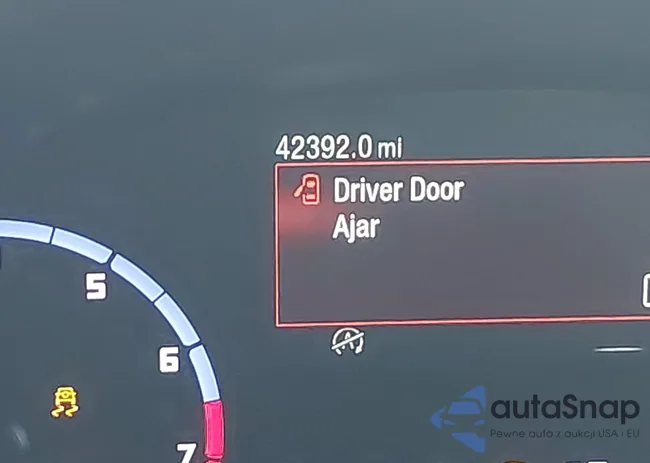 42392.0 mi
Driver Door
Ajar
5
6
7
autaSnap
Pewne auta z aukcji USA i EU